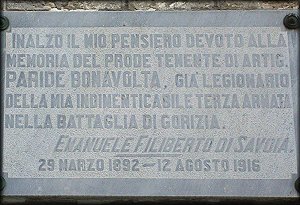 INALZO IL MIO PENSIERO DEVOTO ALLA
MEMORIA DEL PRODE TENENTE DI ARTIG.
PARIDE BONAVOLTA, GIÀ LEGIONARIO
DELLA MIA INDIMENTICABILE TERZA ARMATA
NELLA BATTAGLIA DI GORIZIA.
EMANUELE FILIBERTO DI SAVOIA.
29 MARZO 1892 — 12 AGOSTO 1916